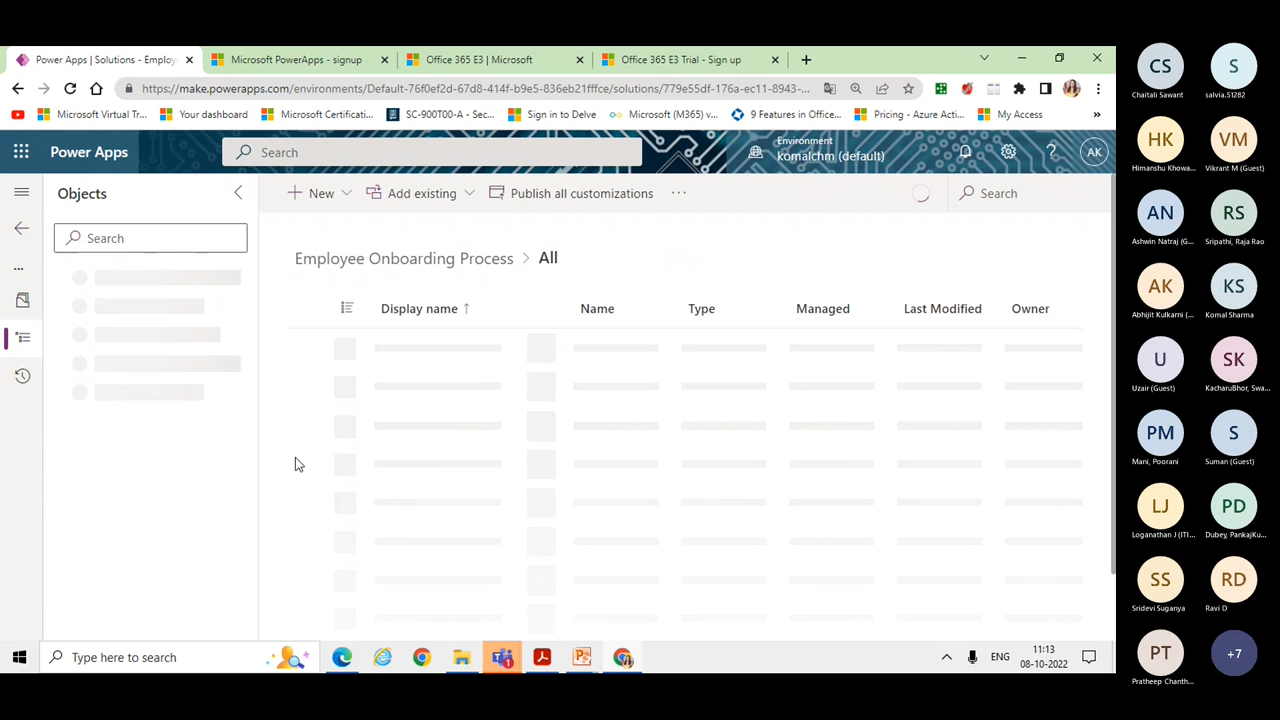 Power Apps | Solutions - Employ
Microsoft PowerApps - signup
Office 365 E3 | Microsoft
Office 365 E3 Trial - Sign up
https://make.powerapps.com/environments/default-76f0ef2d-67d8-414f-b9e5-836eb21fffce/solutions/779e55df-176a-ec11-8943-...
Microsoft Virtual Tr...
Your dashboard
Microsoft Certificati...
SC-900T00-A - Sec...
Sign in to Delve
Microsoft (M365) v...
9 Features in Office...
Pricing - Azure Acti...
My Access
»
Power Apps
Search
Environment
komalchm (default)
AK
Objects
New
Add existing
Publish all customizations
Search
Search
Employee Onboarding Process > All
Display name ↑
Name
Type
Managed
Last Modified
Owner
Type here to search
1
ENG
11:13
08-10-2022
CS
Chaitali Sawant
S
salvia.51282
HK
Himanshu Khowa...
VM
Vikrant M (Guest)
AN
Ashwin Natraj (G...
RS
Sripathi, Raja Rao
AK
Abhijit Kulkarni (...
KS
Komal Sharma
U
Uzair (Guest)
SK
KacharuBhor, Swa...
PM
Mani, Poorani
S
Suman (Guest)
LJ
Loganathan J (ITI...
PD
Dubey, PankajKu...
SS
Sridevi Suganya
RD
Ravi D
PT
Pratheep Chanth...
+7